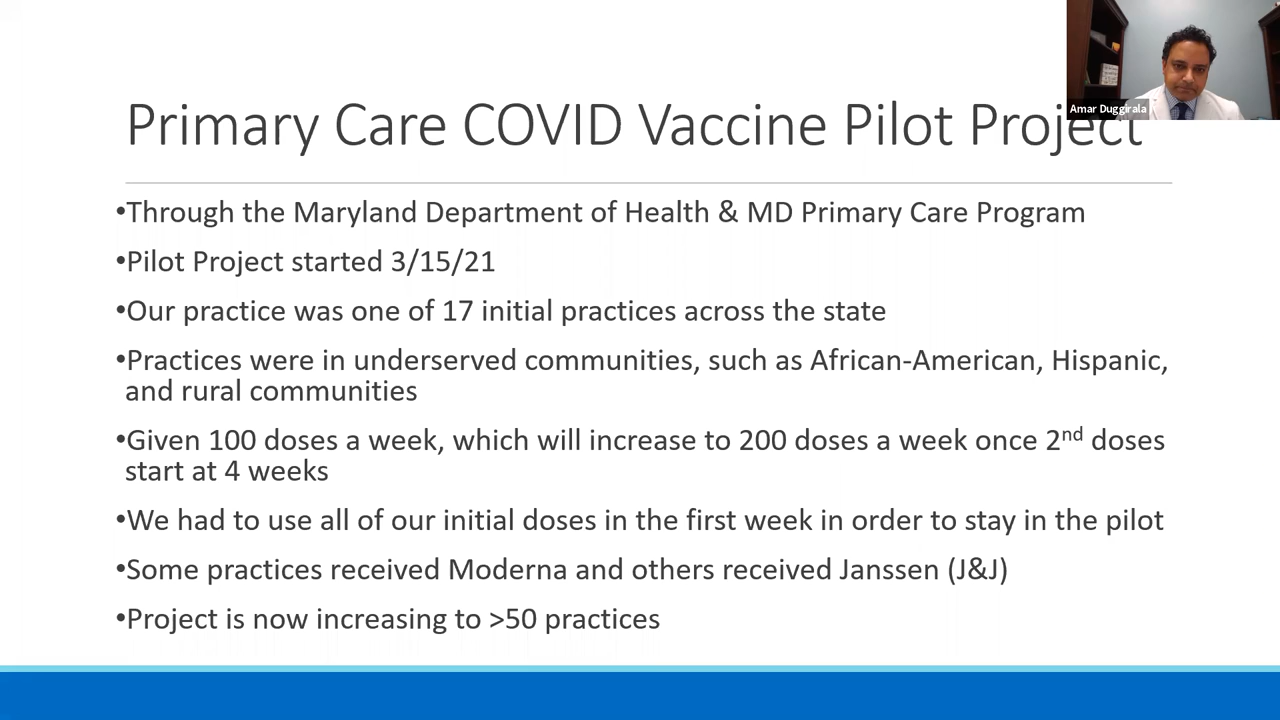 Amar Duggirala
Primary Care COVID Vaccine Pilot Project
•Through the Maryland Department of Health & MD Primary Care Program
•Pilot Project started 3/15/21
•Our practice was one of 17 initial practices across the state
•Practices were in underserved communities, such as African-American, Hispanic,
and rural communities
•Given 100 doses a week, which will increase to 200 doses a week once 2nd doses
start at 4 weeks
•We had to use all of our initial doses in the first week in order to stay in the pilot
•Some practices received Moderna and others received Janssen (J&J)
•Project is now increasing to >50 practices